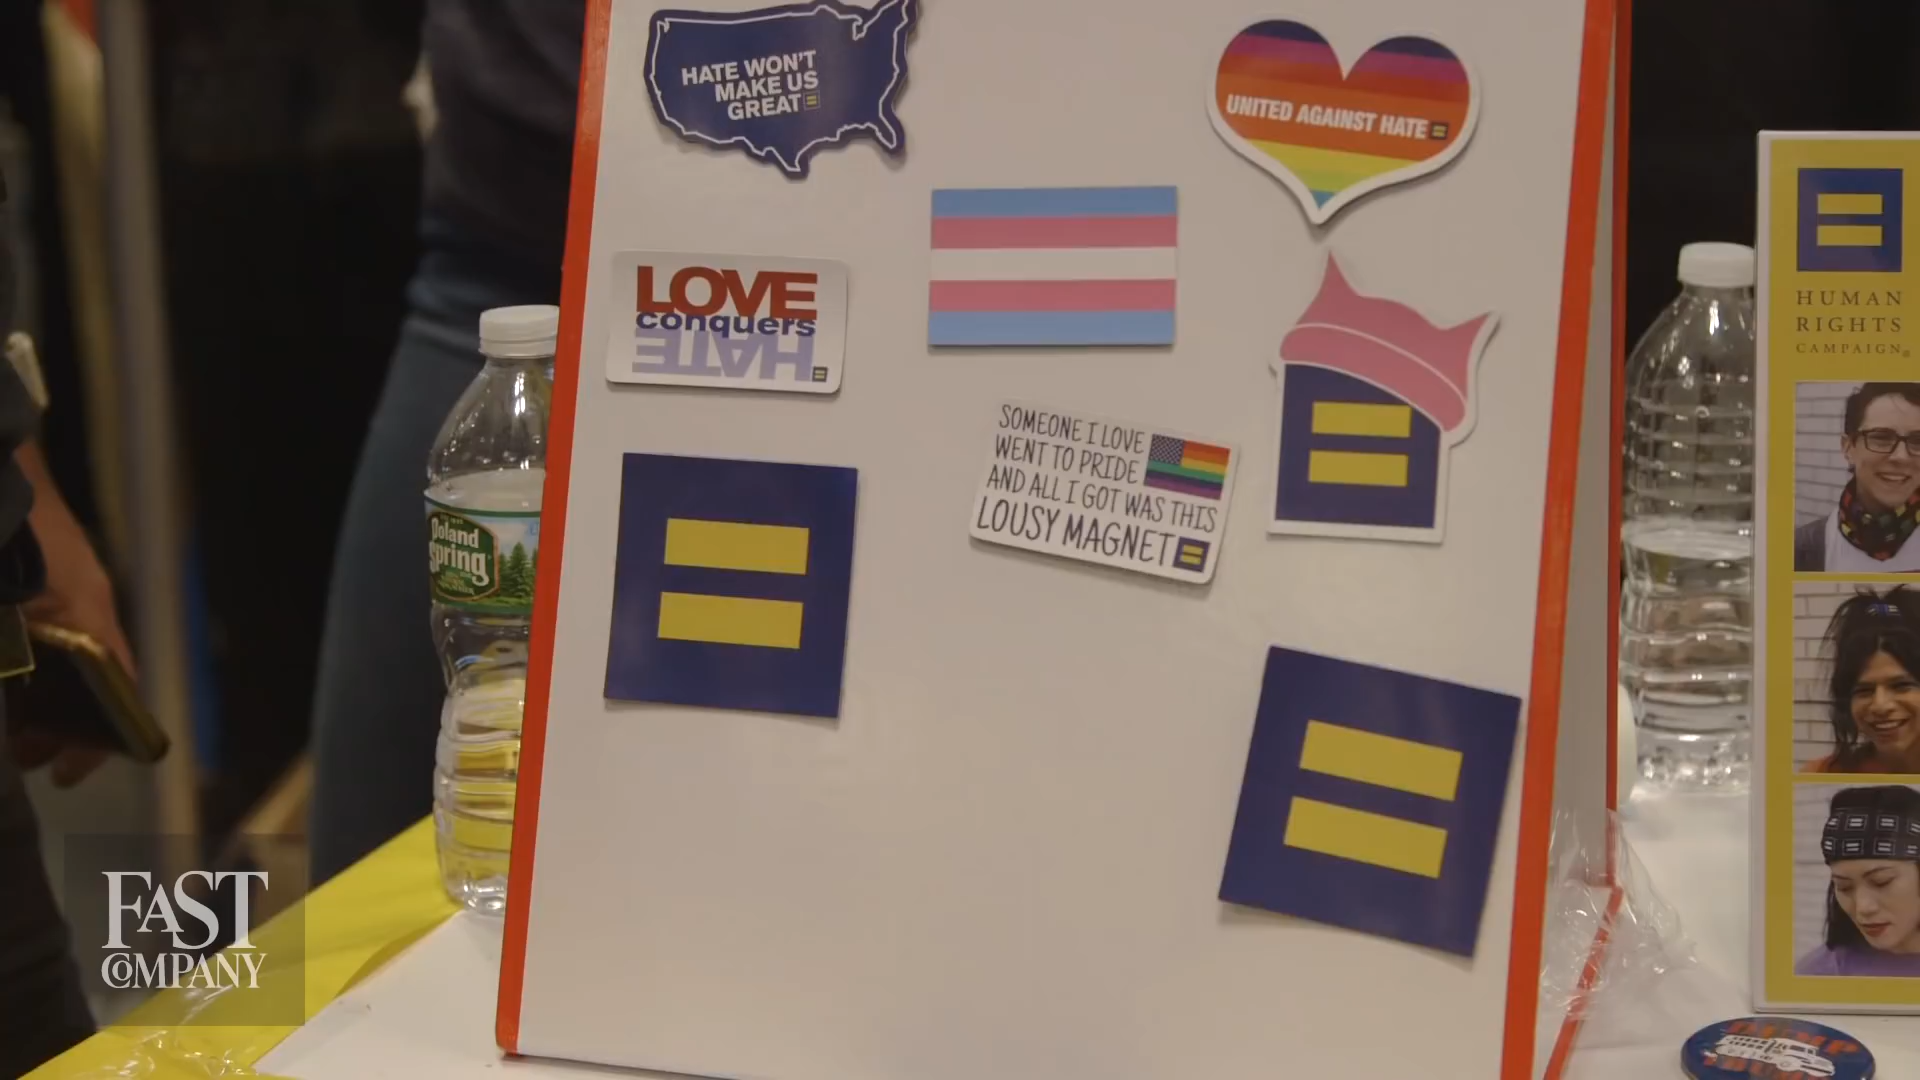 HATE WON'T
MAKE US
GREAT
UNITED AGAINST HATE
LOVE
conquers
HATE
SOMEONE I LOVE
WENT TO PRIDE
AND ALL I GOT WAS THIS
LOUSY MAGNET
Poland
Spring
HUMAN
RIGHTS
CAMPAIGN®
FAST
COMPANY